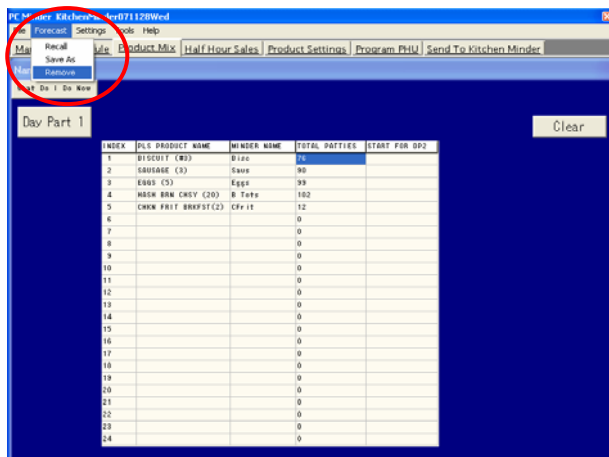 PC Minder KitchenMinder071128Wed
File Forecast Settings Tools Help
Recall
Save As
Remove
Product Mix Half Hour Sales Product Settings Program PHU Send To Kitchen Minder
What Do I Do Now
Day Part 1
Clear
INDEX PLS PRODUCT NAME MINDER NAME TOTAL PATTIES START FOR DP2
1 BISCUIT (#3) Bisc 76
2 SAUSAGE (3) Saus 90
3 EGGS (5) Eggs 99
4 HASH BRN CHSY (20) B Tots 102
5 CHKN FRIT BRKFST(2) CFrit 12
6 0
7 0
8 0
9 0
10 0
11 0
12 0
13 0
14 0
15 0
16 0
17 0
18 0
19 0
20 0
21 0
22 0
23 0
24 0